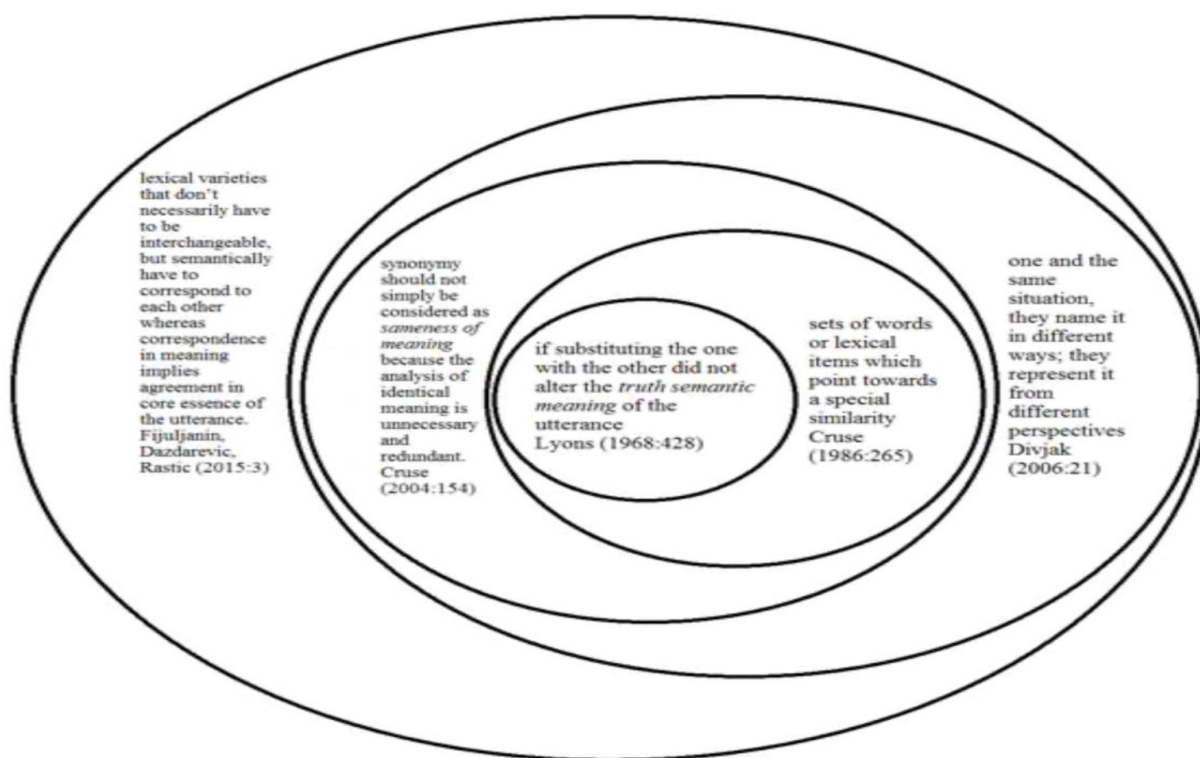 lexical varieties
that don't
necessarily have
to be
interchangeable,
but semantically
have to
correspond to
each other
whereas
correspondence
in meaning
implies
agreement in
core essence of
the utterance.
Fijuljanin,
Dazdarevic,
Rastic (2015:3)
synonymy
should not
simply be
considered as
sameness of
meaning
because the
analysis of
identical
meaning is
unnecessary
and
redundant.
Cruse
(2004:154)
if substituting the one
with the other did not
alter the truth semantic
meaning of the
utterance
Lyons (1968:428)
sets of words
or lexical
items which
point towards
a special
similarity
Cruse
(1986:265)
one and the
same
situation,
they name it
in different
ways; they
represent it
from
different
perspectives
Divjak
(2006:21)